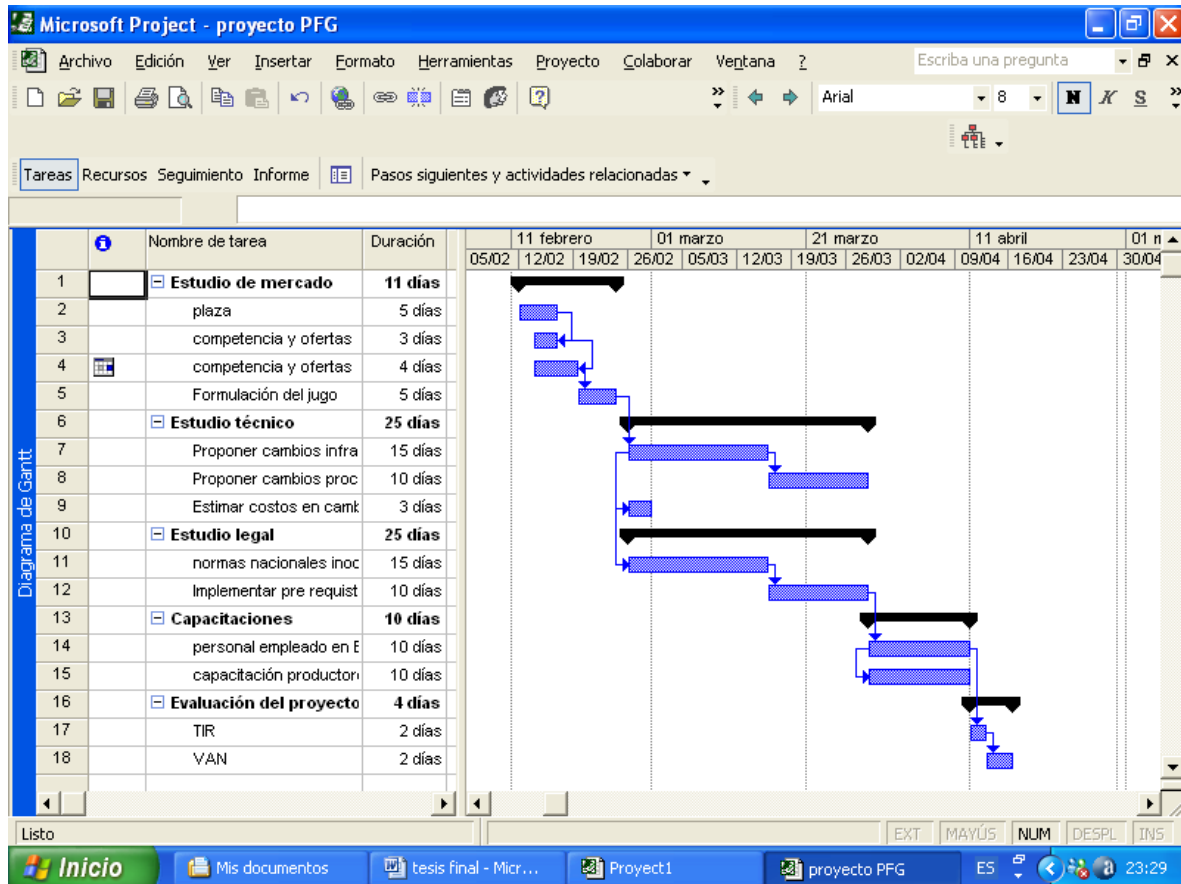 Microsoft Project - proyecto PFG
Archivo Edición Ver Insertar Formato Herramientas Proyecto Colaborar Ventana ? Escriba una pregunta
Arial 8 N K S
Tareas Recursos Seguimiento Informe Pasos siguientes y actividades relacionadas
Nombre de tarea Duración 11 febrero 01 marzo 21 marzo 11 abril 01 m
05/02 12/02 19/02 26/02 05/03 12/03 19/03 26/03 02/04 09/04 16/04 23/04 30/04
1 Estudio de mercado 11 días
2 plaza 5 días
3 competencia y ofertas 3 días
4 competencia y ofertas 4 días
5 Formulación del jugo 5 días
6 Estudio técnico 25 días
7 Proponer cambios infra 15 días
8 Proponer cambios proc 10 días
9 Estimar costos en camb 3 días
10 Estudio legal 25 días
11 normas nacionales inoc 15 días
12 Implementar pre requist 10 días
13 Capacitaciones 10 días
14 personal empleado en E 10 días
15 capacitación productor 10 días
16 Evaluación del proyecto 4 días
17 TIR 2 días
18 VAN 2 días
Diagrama de Gantt
Listo EXT MAYÚS NUM DESPL INS
Inicio Mis documentos tesis final - Micr... Proyect1 proyecto PFG ES 23:29